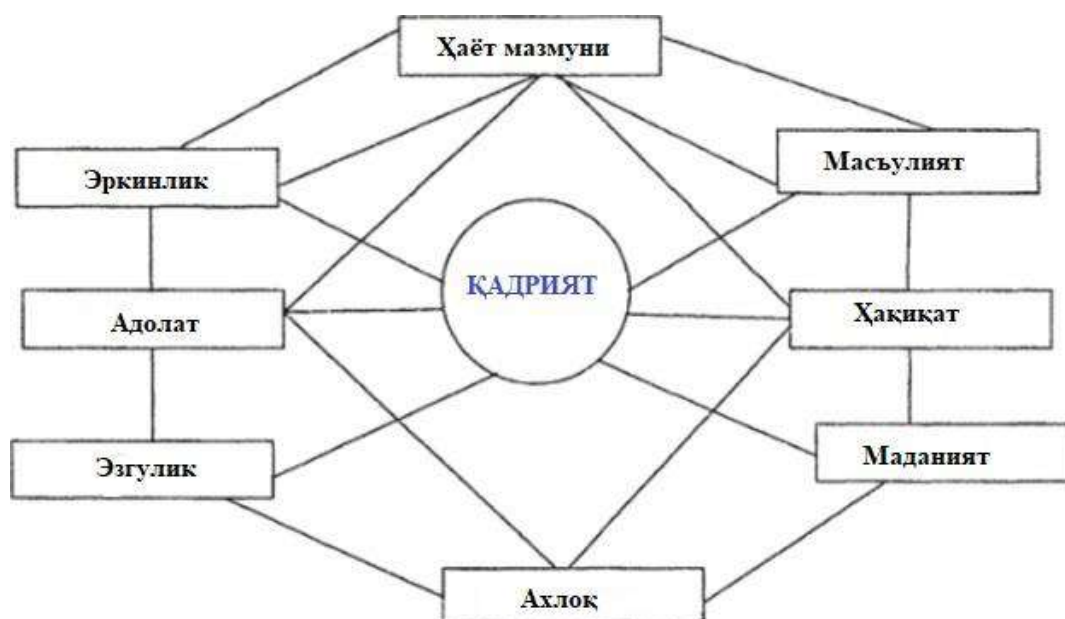 Ҳаёт мазмуни
Эркинлик
Масъулият
ҚАДРИЯТ
Адолат
Ҳақиқат
Эзгулик
Маданият
Ахлоқ